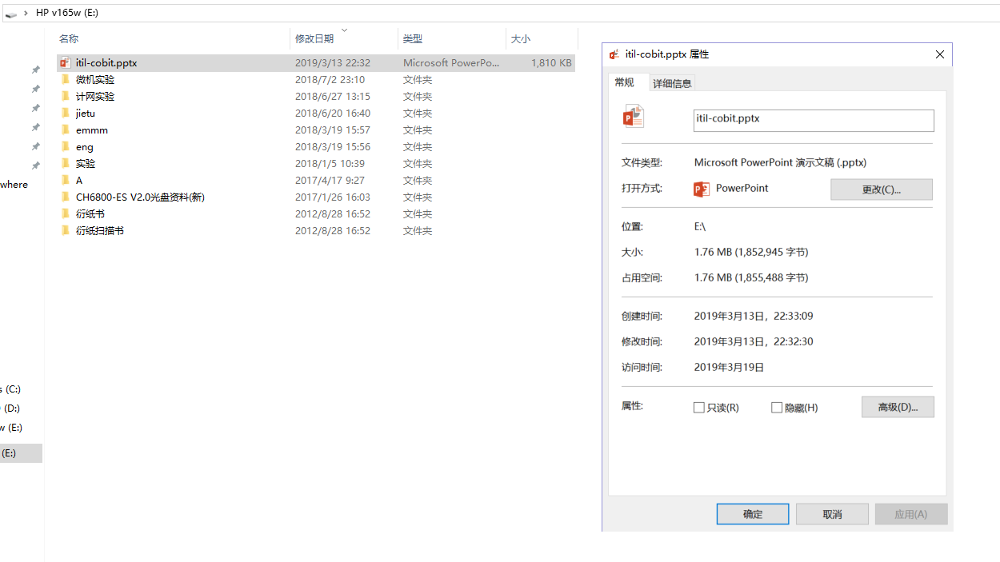 HP v165w (E:)
名称 修改日期 类型 大小
itil-cobit.pptx 2019/3/13 22:32 Microsoft PowerPo... 1,810 KB
微机实验 2018/7/2 23:10 文件夹
计网实验 2018/6/27 13:15 文件夹
jietu 2018/6/20 16:40 文件夹
emmm 2018/3/19 15:57 文件夹
eng 2018/3/19 15:56 文件夹
实验 2018/1/5 10:39 文件夹
A 2017/4/17 9:27 文件夹
CH6800-ES V2.0光盘资料(新) 2017/1/26 16:03 文件夹
衍纸书 2012/8/28 16:52 文件夹
衍纸扫描书 2012/8/28 16:52 文件夹
where
s (C:)
(D:)
w (E:)
(E:)
itil-cobit.pptx 属性
常规 详细信息
itil-cobit.pptx
文件类型: Microsoft PowerPoint 演示文稿 (.pptx)
打开方式: PowerPoint 更改(C)...
位置: E:\
大小: 1.76 MB (1,852,945 字节)
占用空间: 1.76 MB (1,855,488 字节)
创建时间: 2019年3月13日，22:33:09
修改时间: 2019年3月13日，22:32:30
访问时间: 2019年3月19日
属性: 只读(R) 隐藏(H) 高级(D)...
确定 取消 应用(A)